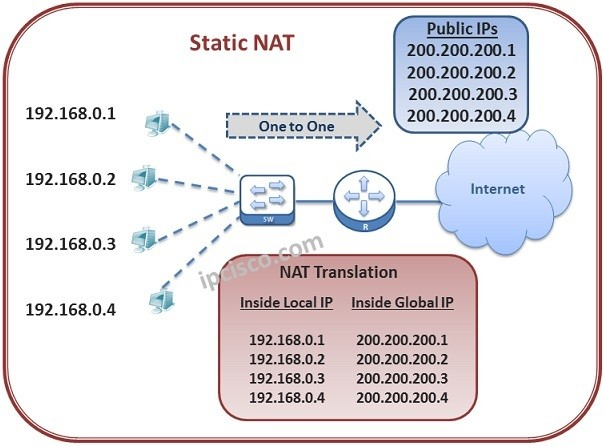 Static NAT
Public IPs
200.200.200.1
200.200.200.2
200.200.200.3
200.200.200.4
192.168.0.1
192.168.0.2
192.168.0.3
192.168.0.4
One to One
SW
R
Internet
ipcisco.com
NAT Translation
Inside Local IP Inside Global IP
192.168.0.1 200.200.200.1
192.168.0.2 200.200.200.2
192.168.0.3 200.200.200.3
192.168.0.4 200.200.200.4